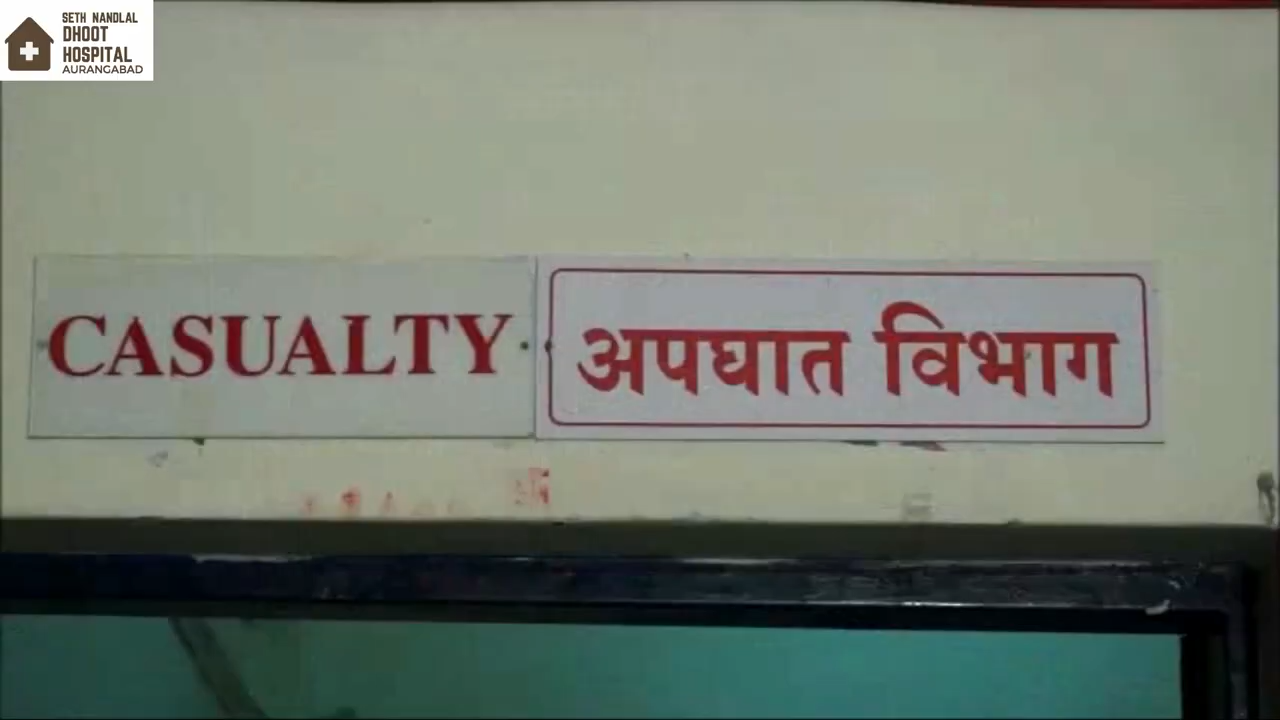 SETH NANDLAL
DHOOT
HOSPITAL
AURANGABAD
CASUALTY
अपघात विभाग